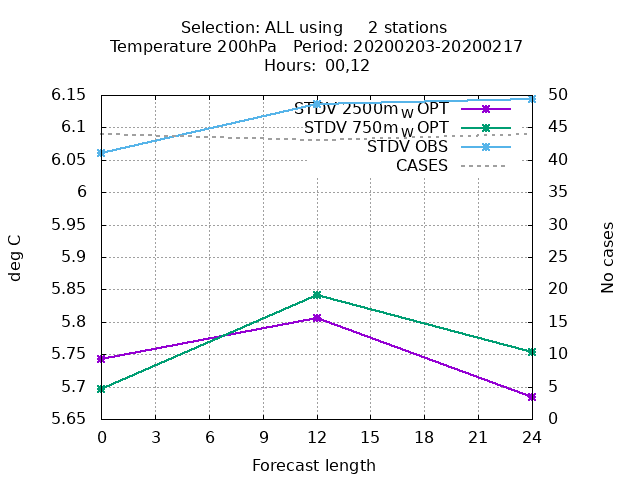 Selection: ALL using 2 stations
Temperature 200hPa Period: 20200203-20200217
Hours: 00,12
6.15
6.1
6.05
6
5.95
5.9
5.85
5.8
5.75
5.7
5.65
deg C
STDV 2500m_w OPT
STDV 750m_w OPT
STDV OBS
CASES
50
45
40
35
30
25
20
15
10
5
0
No cases
0 3 6 9 12 15 18 21 24
Forecast length